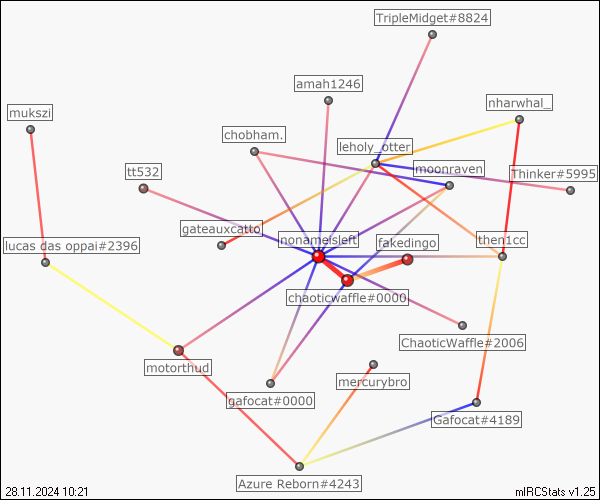 TripleMidget#8824
amah1246
nharwhal_
mukszi
chobham.
leholy_otter
moonraven
Thinker#5995
tt532
gateauxcatto
nonameisleft
fakedingo
then1cc
lucas das oppai#2396
chaoticwaffle#0000
ChaoticWaffle#2006
motorthud
mercurybro
gafocat#0000
Gafocat#4189
Azure Reborn#4243
28.11.2024 10:21
mIRCStats v1.25